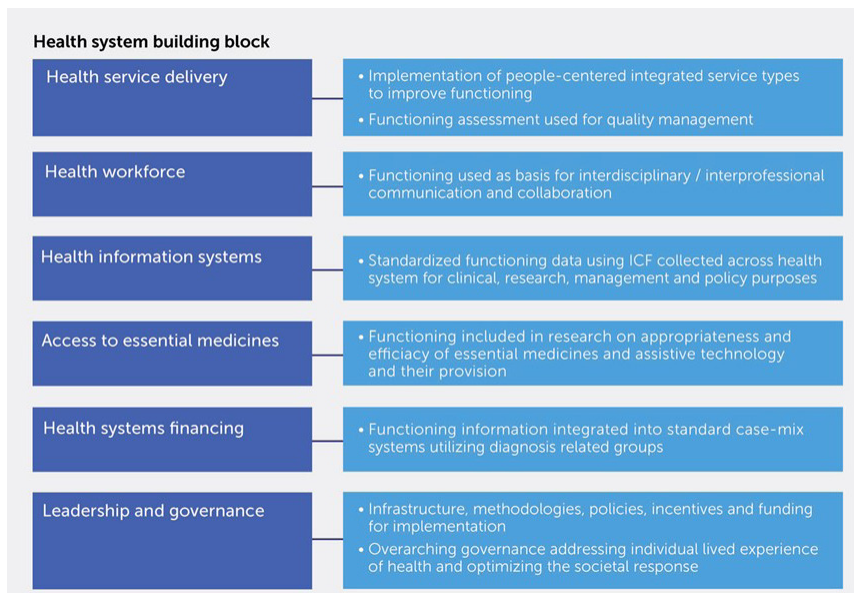 Health system building block
Health service delivery
• Implementation of people-centered integrated service types
to improve functioning
• Functioning assessment used for quality management
Health workforce
• Functioning used as basis for interdisciplinary / interprofessional
communication and collaboration
Health information systems
• Standardized functioning data using ICF collected across health
system for clinical, research, management and policy purposes
Access to essential medicines
• Functioning included in research on appropriateness and
efficacy of essential medicines and assistive technology
and their provision
Health systems financing
• Functioning information integrated into standard case-mix
systems utilizing diagnosis related groups
Leadership and governance
• Infrastructure, methodologies, policies, incentives and funding
for implementation
• Overarching governance addressing individual lived experience
of health and optimizing the societal response